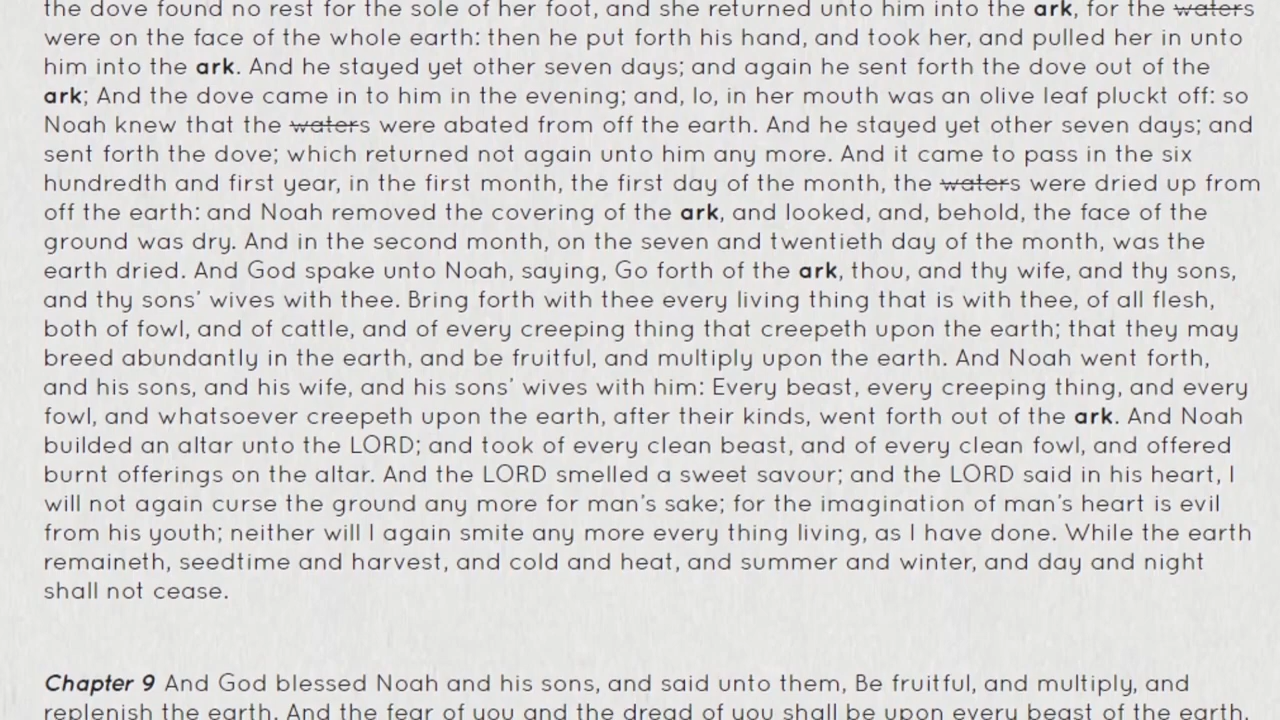 the dove found no rest for the sole of her foot, and she returned unto him into the ark, for the waters
were on the face of the whole earth: then he put forth his hand, and took her, and pulled her in unto
him into the ark. And he stayed yet other seven days; and again he sent forth the dove out of the
ark; And the dove came in to him in the evening; and, lo, in her mouth was an olive leaf pluckt off: so
Noah knew that the waters were abated from off the earth. And he stayed yet other seven days; and
sent forth the dove; which returned not again unto him any more. And it came to pass in the six
hundredth and first year, in the first month, the first day of the month, the waters were dried up from
off the earth: and Noah removed the covering of the ark, and looked, and, behold, the face of the
ground was dry. And in the second month, on the seven and twentieth day of the month, was the
earth dried. And God spake unto Noah, saying, Go forth of the ark, thou, and thy wife, and thy sons,
and thy sons' wives with thee. Bring forth with thee every living thing that is with thee, of all flesh,
both of fowl, and of cattle, and of every creeping thing that creepeth upon the earth; that they may
breed abundantly in the earth, and be fruitful, and multiply upon the earth. And Noah went forth,
and his sons, and his wife, and his sons' wives with him: Every beast, every creeping thing, and every
fowl, and whatsoever creepeth upon the earth, after their kinds, went forth out of the ark. And Noah
builded an altar unto the LORD; and took of every clean beast, and of every clean fowl, and offered
burnt offerings on the altar. And the LORD smelled a sweet savour; and the LORD said in his heart, I
will not again curse the ground any more for man's sake; for the imagination of man's heart is evil
from his youth; neither will I again smite any more every thing living, as I have done. While the earth
remaineth, seedtime and harvest, and cold and heat, and summer and winter, and day and night
shall not cease.
Chapter 9 And God blessed Noah and his sons, and said unto them, Be fruitful, and multiply, and
replenish the earth. And the fear of you and the dread of you shall be upon every beast of the earth,